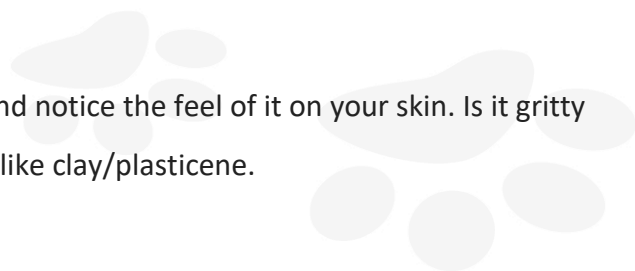 nd notice the feel of it on your skin. Is it gritty
like clay/plasticene.